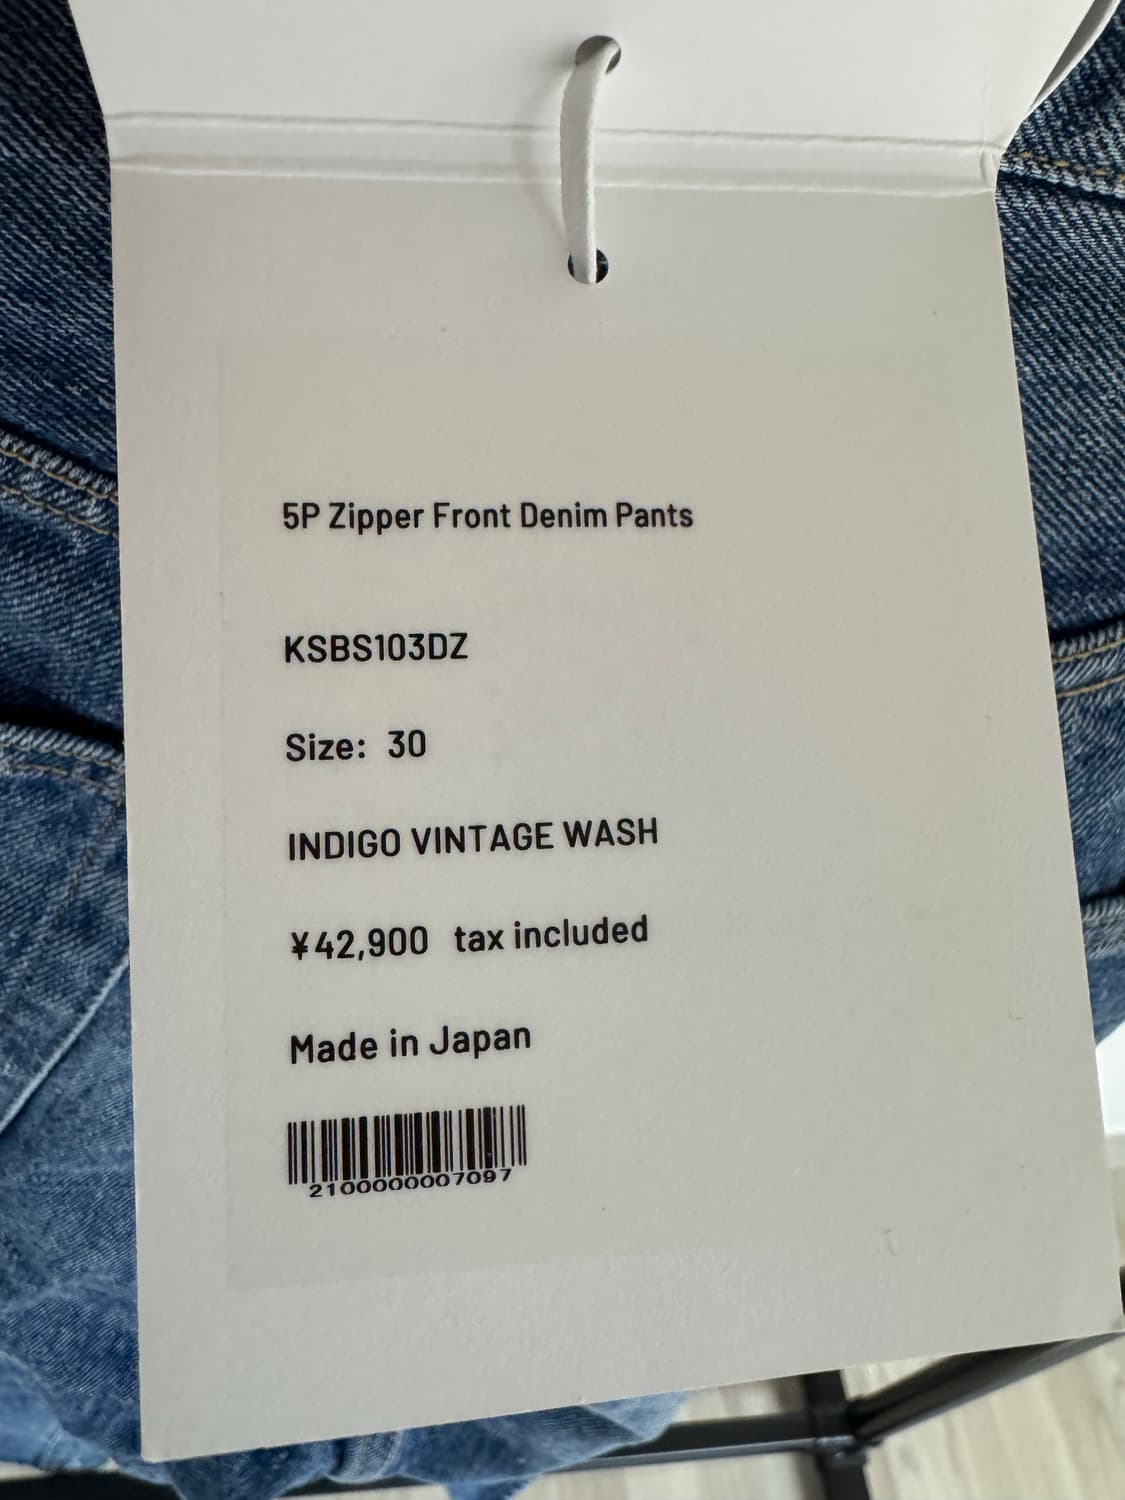 5P Zipper Front Denim Pants
KSBS103DZ
Size: 30
INDIGO VINTAGE WASH
¥42,900 tax included
Made in Japan
2100000007097